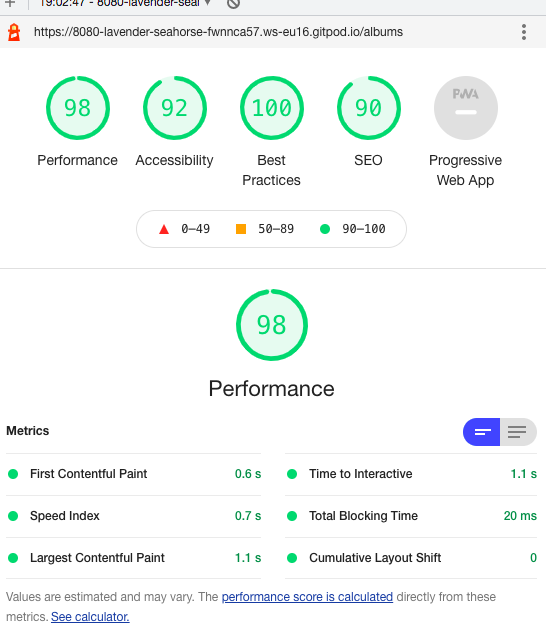 19:02:47 - 8080-lavender-seal
https://8080-lavender-seahorse-fwnnca57.ws-eu16.gitpod.io/albums
98
92
100
90
PWA
Performance
Accessibility
Best
Practices
SEO
Progressive
Web App
0–49
50–89
90–100
98
Performance
Metrics
First Contentful Paint
0.6 s
Time to Interactive
1.1 s
Speed Index
0.7 s
Total Blocking Time
20 ms
Largest Contentful Paint
1.1 s
Cumulative Layout Shift
0
Values are estimated and may vary. The performance score is calculated directly from these
metrics. See calculator.